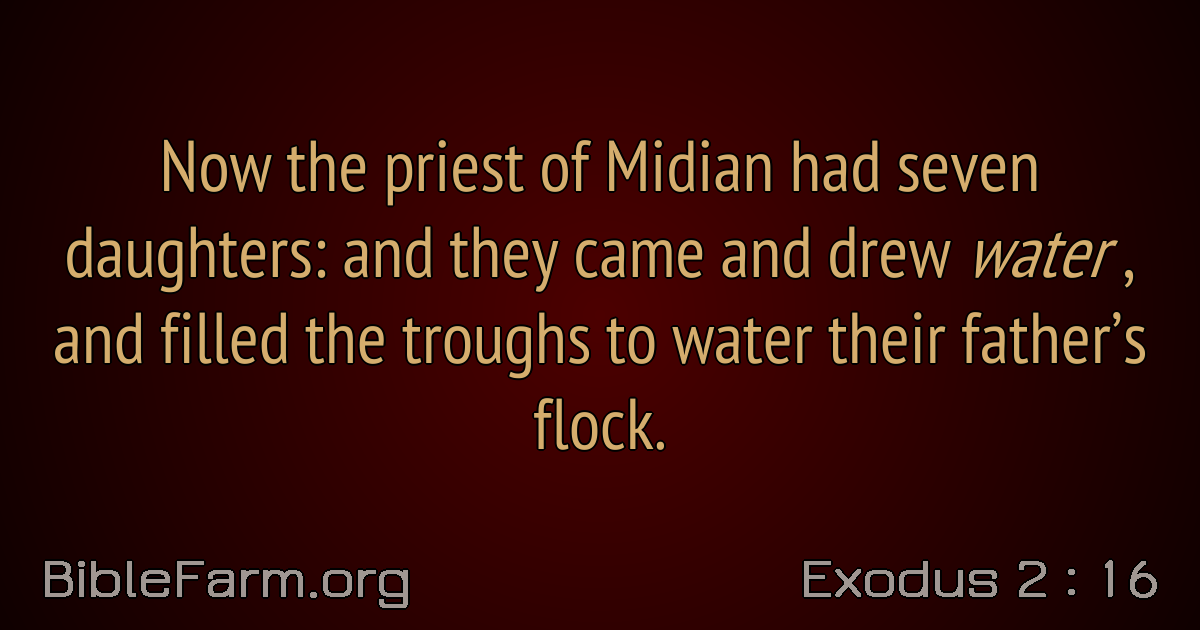 Now the priest of Midian had seven
daughters: and they came and drew water ,
and filled the troughs to water their father’s
flock.
BibleFarm.org
Exodus 2 : 16